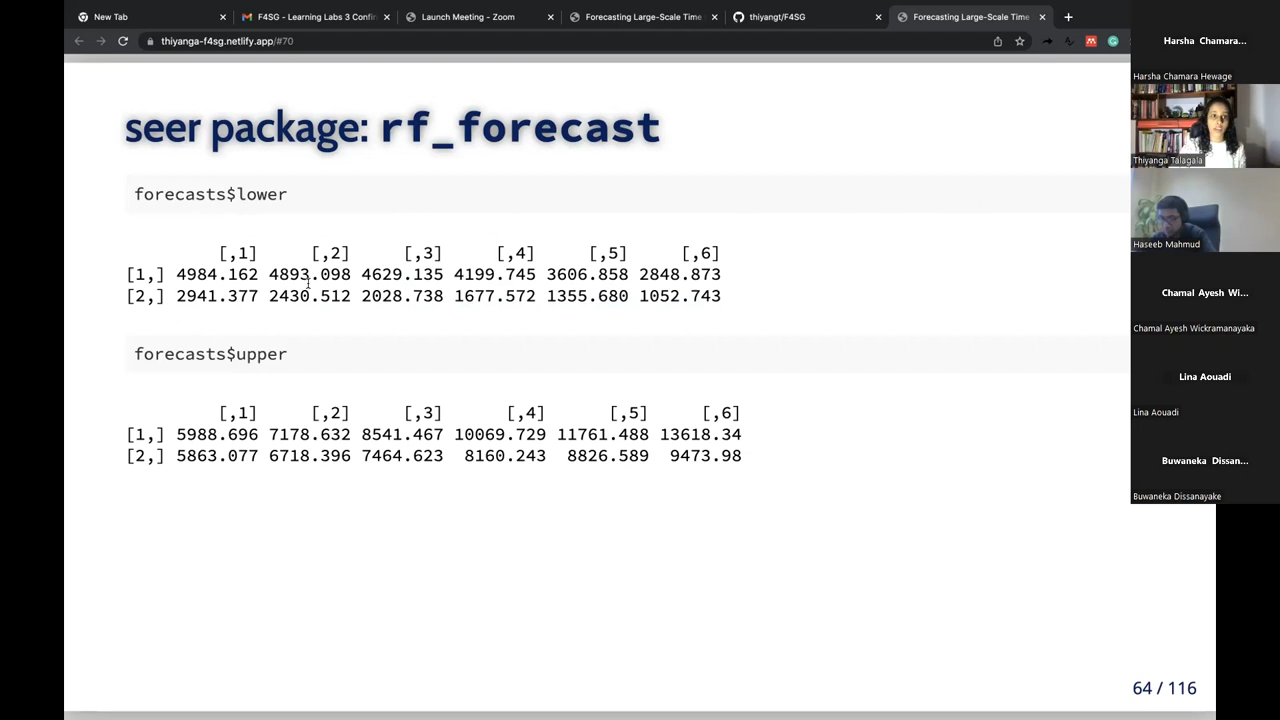 New Tab
F4SG - Learning Labs 3 Confir
Launch Meeting - Zoom
Forecasting Large-Scale Time
thiyangt/F4SG
Forecasting Large-Scale Time
thiyanga-f4sg.netlify.app/#70
seer package: rf_forecast
forecasts$lower
[,1] [,2] [,3] [,4] [,5] [,6]
[1,] 4984.162 4893.098 4629.135 4199.745 3606.858 2848.873
[2,] 2941.377 2430.512 2028.738 1677.572 1355.680 1052.743
forecasts$upper
[,1] [,2] [,3] [,4] [,5] [,6]
[1,] 5988.696 7178.632 8541.467 10069.729 11761.488 13618.34
[2,] 5863.077 6718.396 7464.623 8160.243 8826.589 9473.98
64 / 116
Harsha Chamara...
Harsha Chamara Hewage
Thiyanga Talagala
Haseeb Mahmud
Chamal Ayesh Wi...
Chamal Ayesh Wickramanayaka
Lina Aouadi
Lina Aouadi
Buwaneka Dissan...
Buwaneka Dissanayake